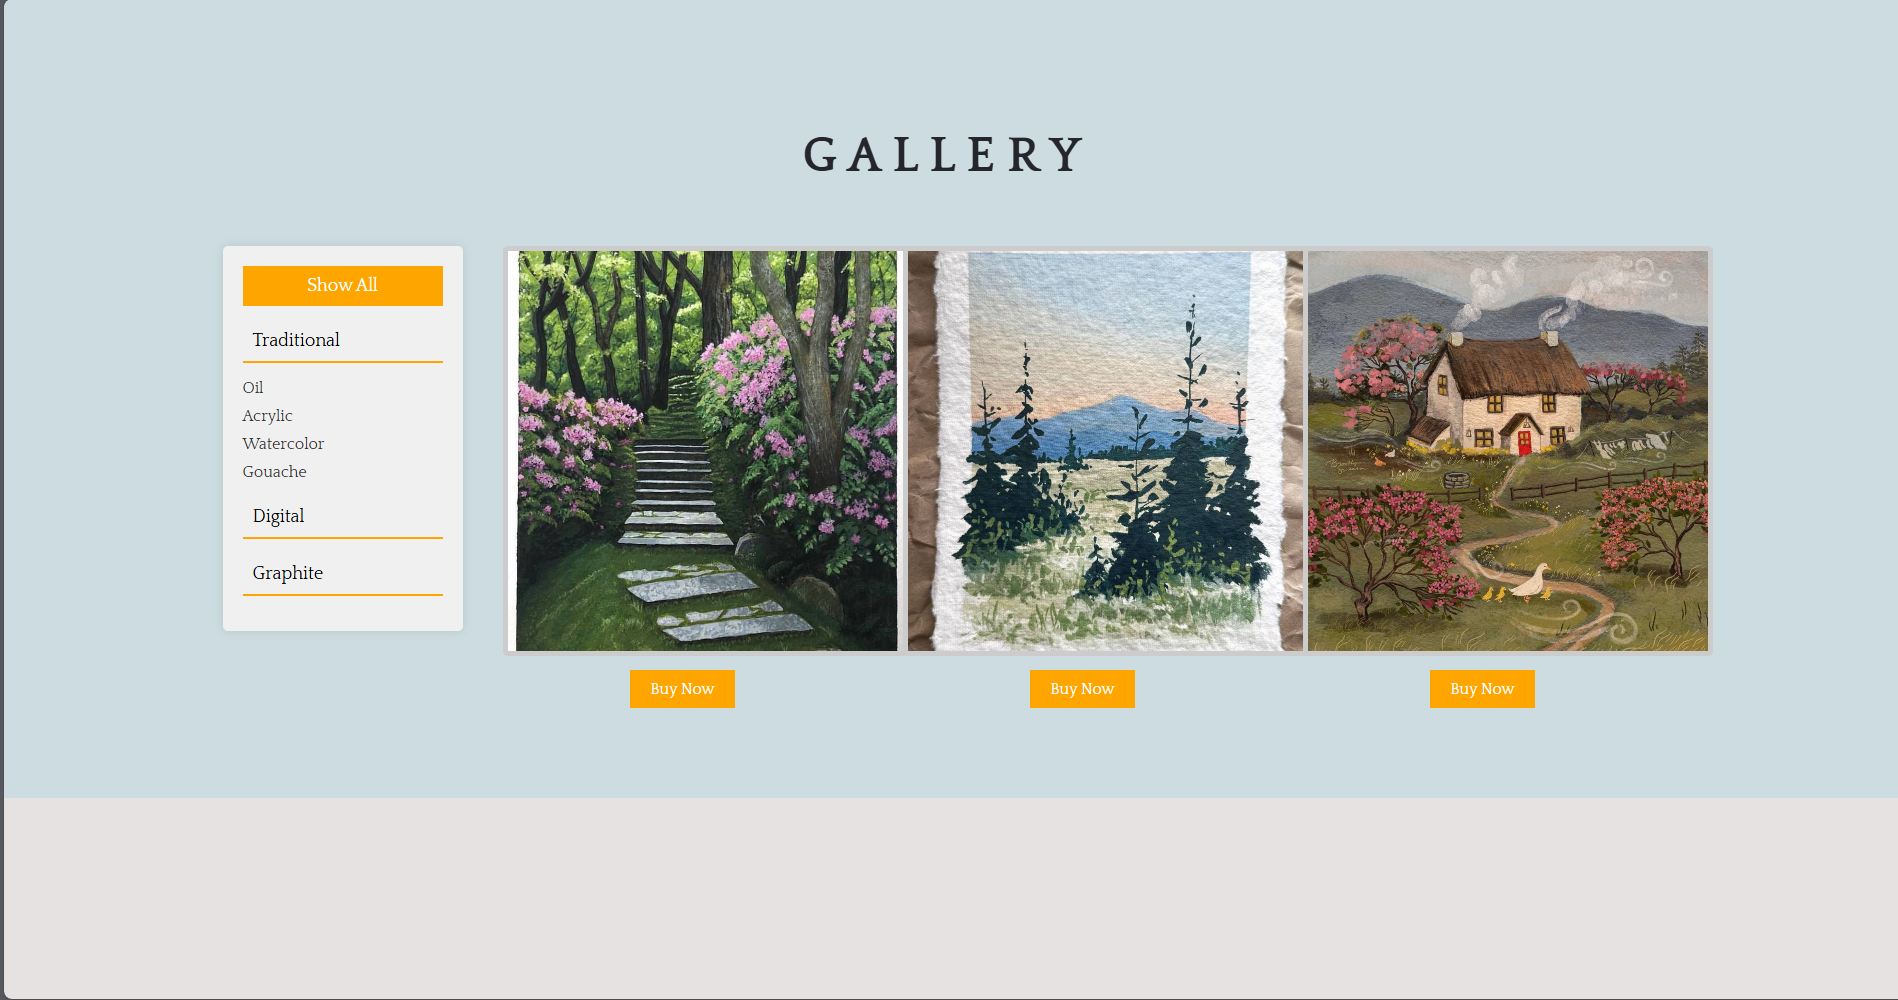 GALLERY
Show All
Traditional
Oil
Acrylic
Watercolor
Gouache
Digital
Graphite
Buy Now
Buy Now
Buy Now